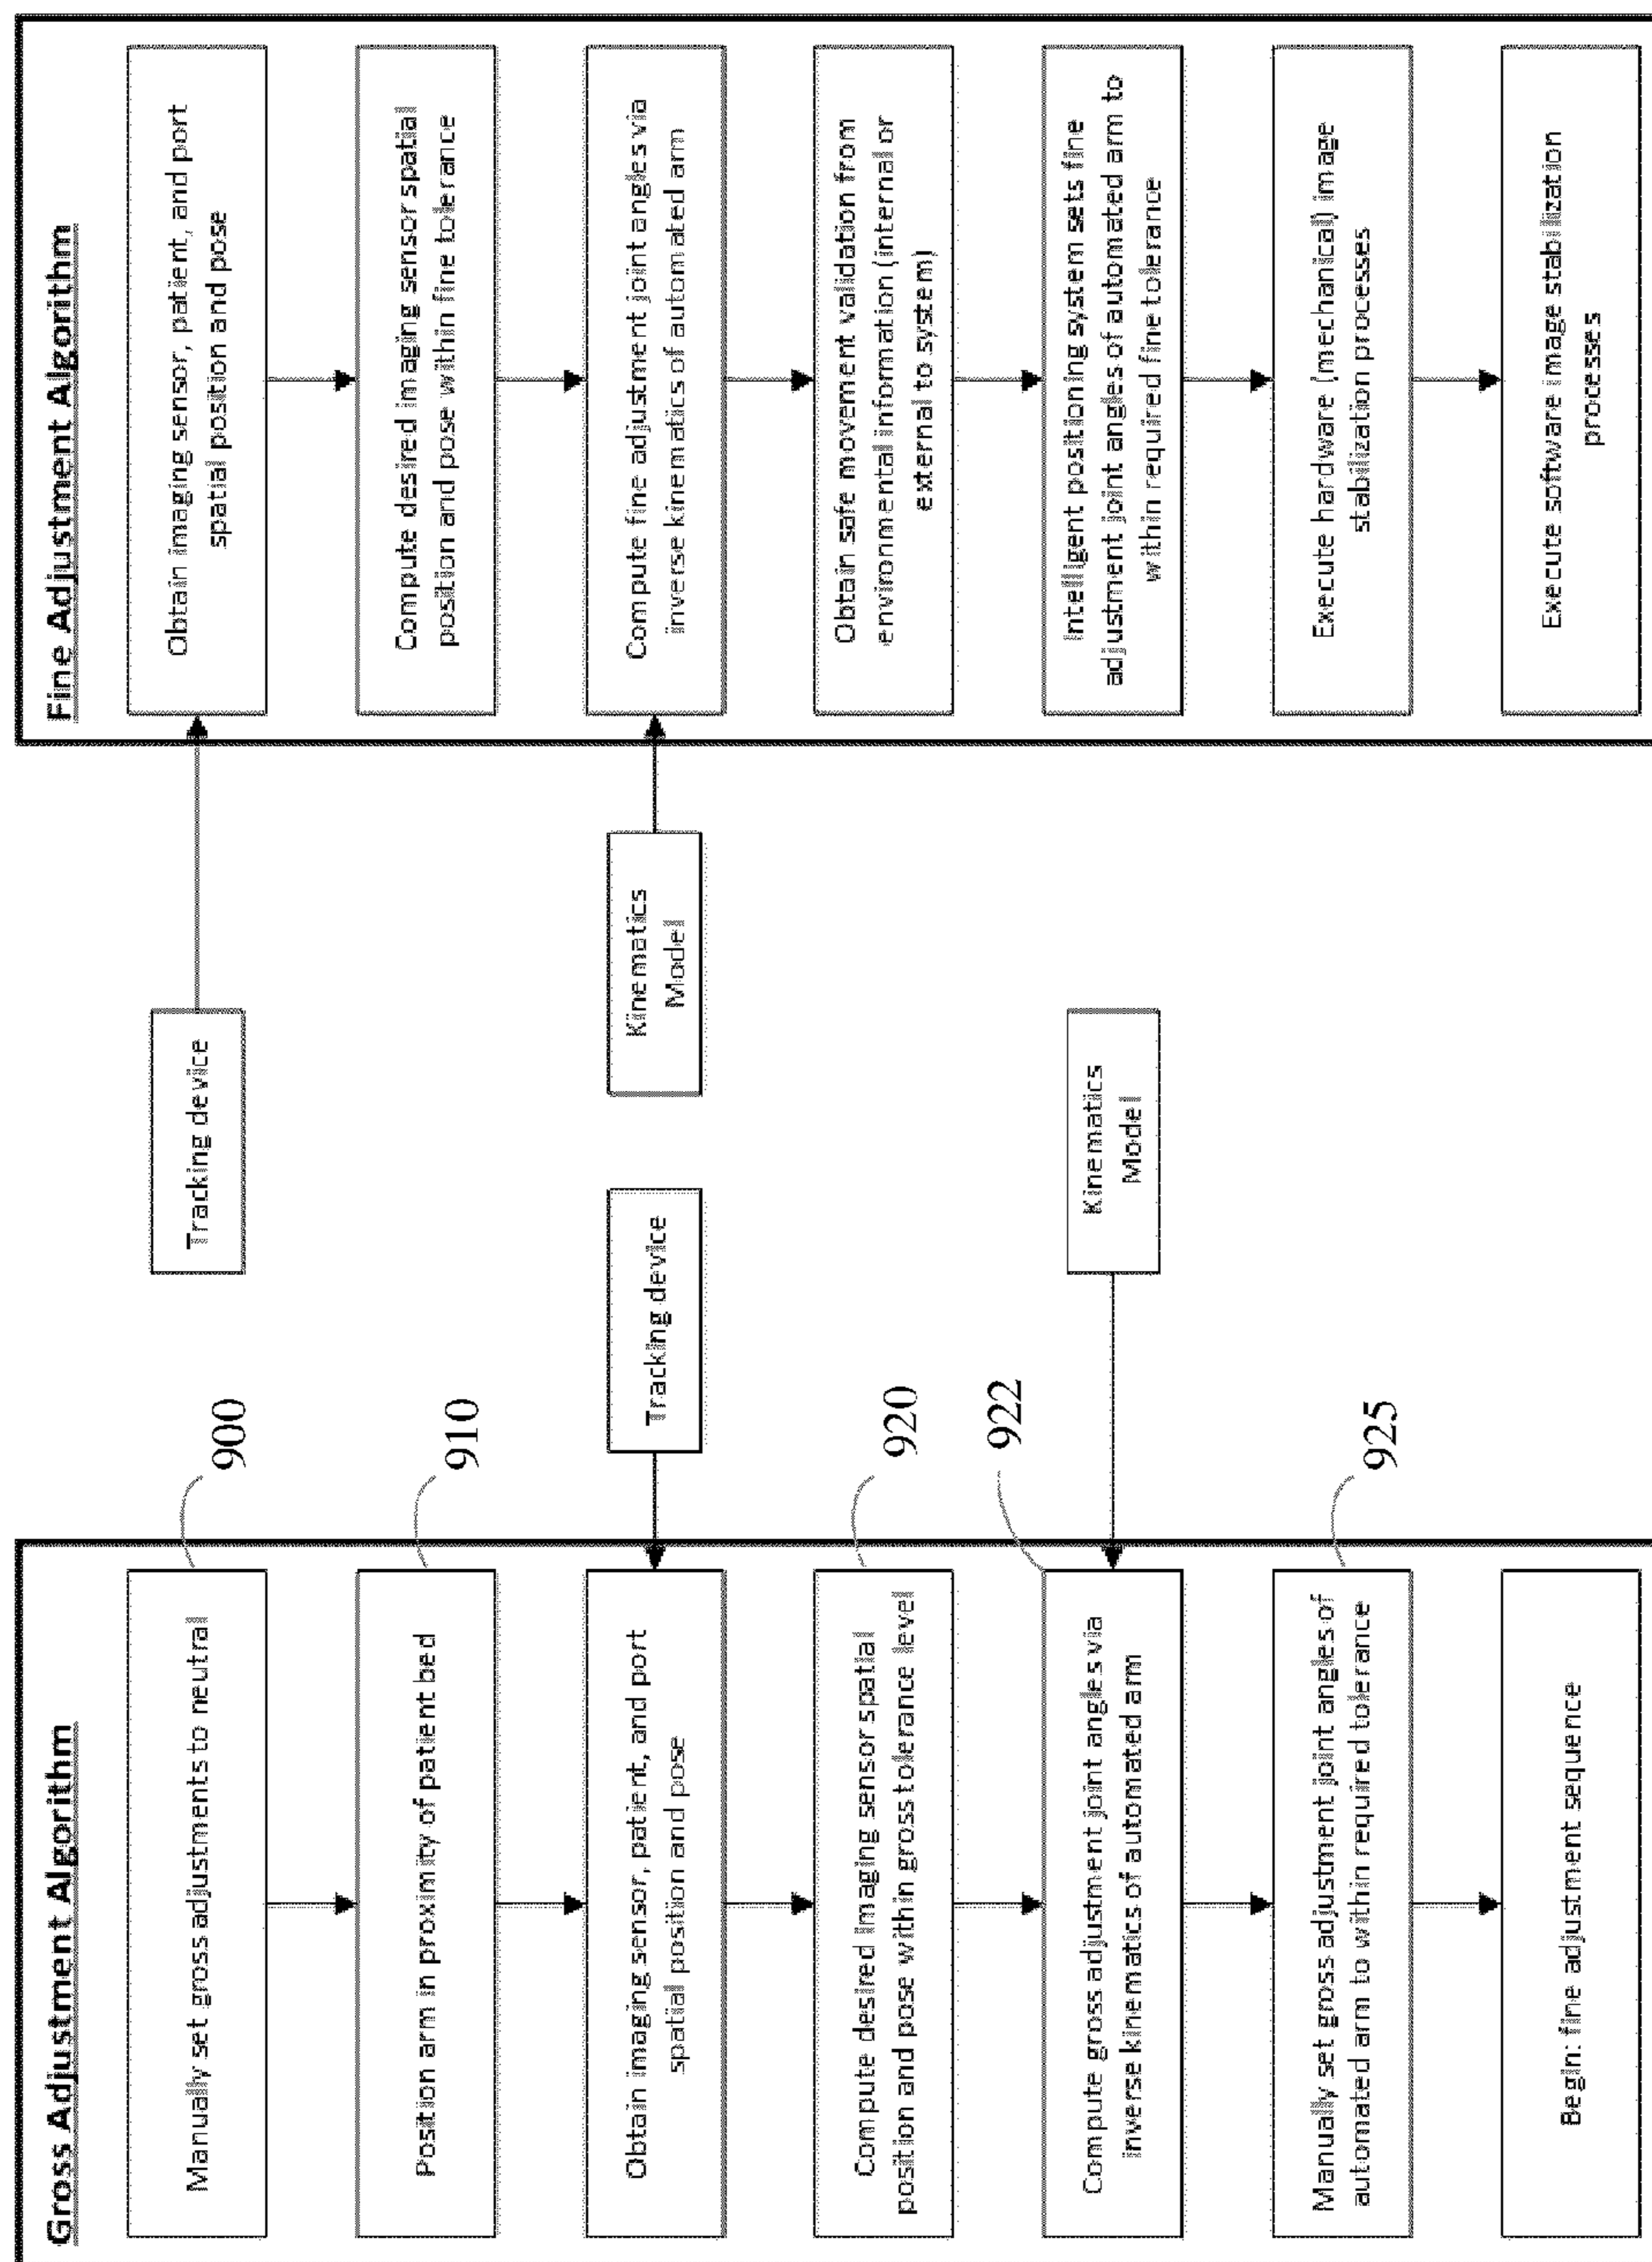 Gross Adjustment Algorithm
Manually set gross adjustments to neutral
900
Position arm in proximity of patient bed
910
Obtain imaging sensor, patient, and port
spatial position and pose
Tracking device
Compute desired imaging sensor spatial
position and pose within gross tolerance level
920
Compute gross adjustment joint angles via
inverse kinematics of automated arm
922
Kinematics
Model
Manually set gross adjustment joint angles of
automated arm to within required tolerance
925
Begin: fine adjustment sequence
Fine Adjustment Algorithm
Tracking device
Obtain imaging sensor, patient, and port
spatial position and pose
Compute desired imaging sensor spatial
position and pose within fine tolerance
Kinematics
Model
Compute fine adjustment joint angles via
inverse kinematics of automated arm
Obtain safe movement validation from
environmental information (internal or
external to system)
Intelligent positioning system sets fine
adjustment joint angles of automated arm to
within required fine tolerance
Execute hardware (mechanical) image
stabilization processes
Execute software image stabilization
processes